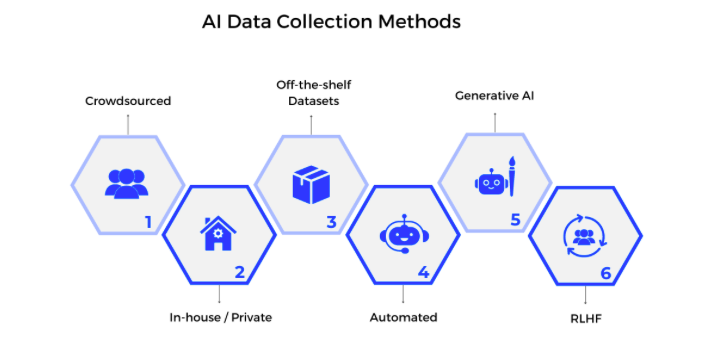 AI Data Collection Methods
Crowdsourced
Off-the-shelf
Datasets
Generative AI
1
2
3
4
5
6
In-house / Private
Automated
RLHF